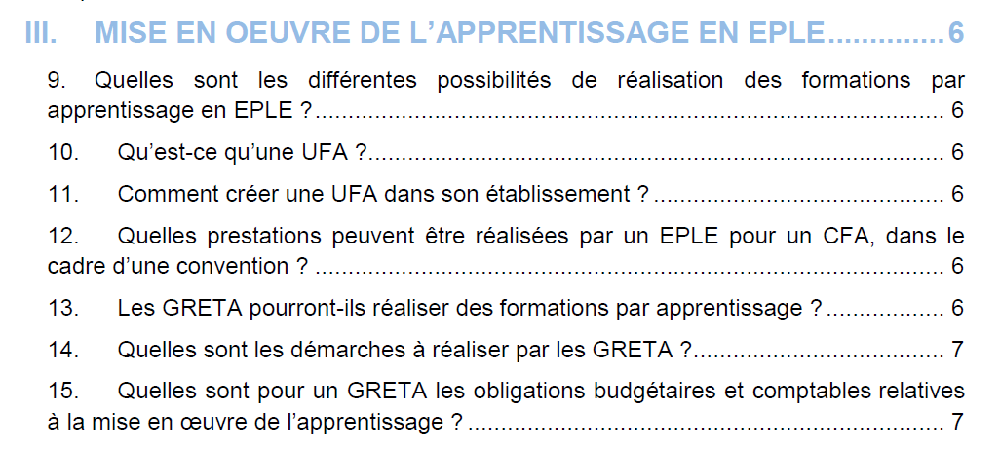 III. MISE EN OEUVRE DE L’APPRENTISSAGE EN EPLE..............6
9. Quelles sont les différentes possibilités de réalisation des formations par
apprentissage en EPLE ?................................................................................................ 6
10. Qu’est-ce qu’une UFA ?........................................................................................ 6
11. Comment créer une UFA dans son établissement ? ............................................ 6
12. Quelles prestations peuvent être réalisées par un EPLE pour un CFA, dans le
cadre d’une convention ? ................................................................................................ 6
13. Les GRETA pourront-ils réaliser des formations par apprentissage ?.................. 6
14. Quelles sont les démarches à réaliser par les GRETA ?...................................... 7
15. Quelles sont pour un GRETA les obligations budgétaires et comptables relatives
à la mise en œuvre de l’apprentissage ? ......................................................................... 7